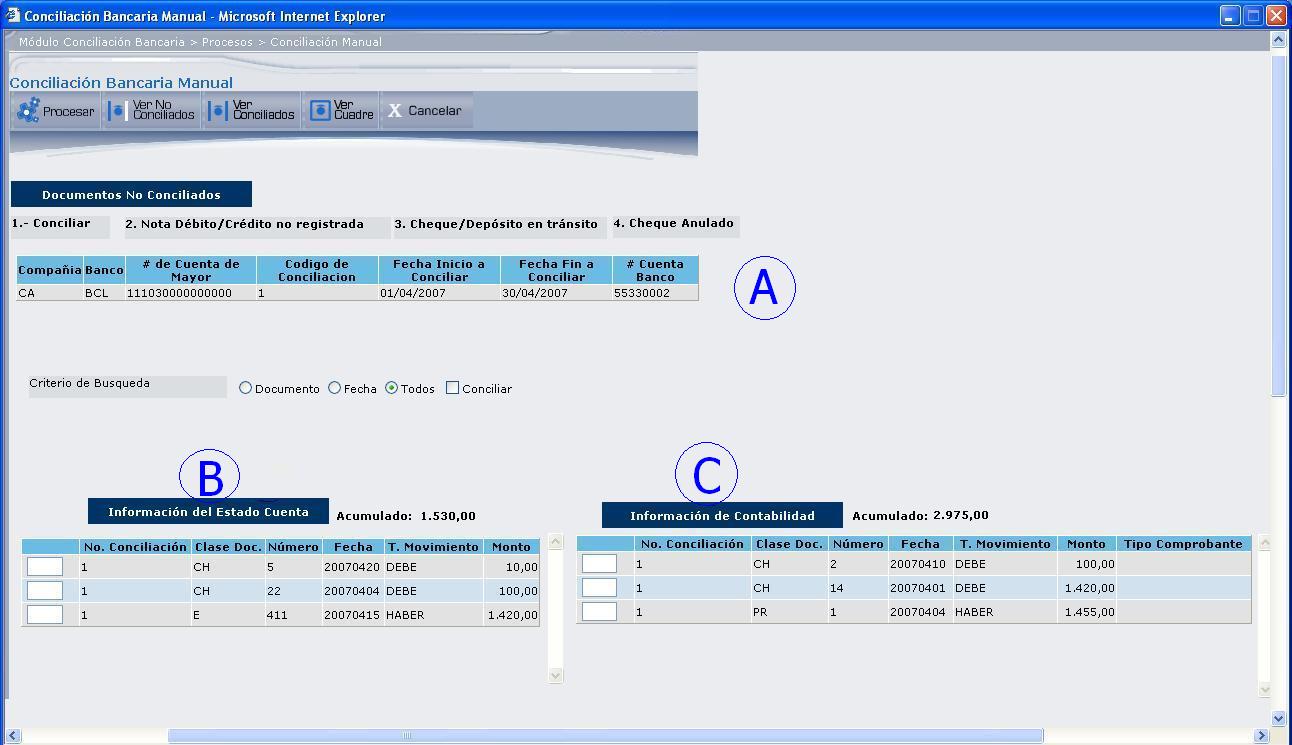 Conciliación Bancaria Manual - Microsoft Internet Explorer
Módulo Conciliación Bancaria > Procesos > Conciliación Manual
Conciliación Bancaria Manual
Procesar Ver No Conciliados Ver Conciliados Ver Cuadre X Cancelar
Documentos No Conciliados
1.- Conciliar 2. Nota Débito/Crédito no registrada 3. Cheque/Depósito en tránsito 4. Cheque Anulado
Compañia Banco # de Cuenta de Mayor Codigo de Conciliacion Fecha Inicio a Conciliar Fecha Fin a Conciliar # Cuenta Banco
CA BCL 111030000000000 1 01/04/2007 30/04/2007 55330002
A
Criterio de Busqueda Documento Fecha Todos Conciliar
B
Información del Estado Cuenta Acumulado: 1.530,00
No. Conciliación Clase Doc. Número Fecha T. Movimiento Monto
1 CH 5 20070420 DEBE 10,00
1 CH 22 20070404 DEBE 100,00
1 E 411 20070415 HABER 1.420,00
C
Información de Contabilidad Acumulado: 2.975,00
No. Conciliación Clase Doc. Número Fecha T. Movimiento Monto Tipo Comprobante
1 CH 2 20070410 DEBE 100,00
1 CH 14 20070401 DEBE 1.420,00
1 PR 1 20070404 HABER 1.455,00